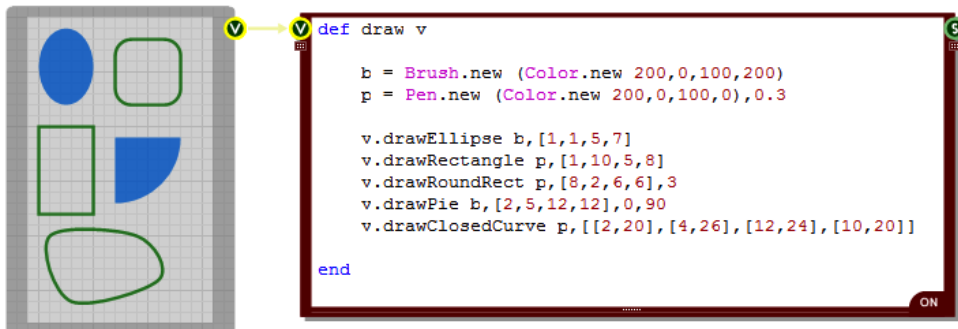 V
V
S
def draw v
b = Brush.new (Color.new 200,0,100,200)
p = Pen.new (Color.new 200,0,100,0),0.3
v.drawEllipse b,[1,1,5,7]
v.drawRectangle p,[1,10,5,8]
v.drawRoundRect p,[8,2,6,6],3
v.drawPie b,[2,5,12,12],0,90
v.drawClosedCurve p,[[2,20],[4,26],[12,24],[10,20]]
end
ON